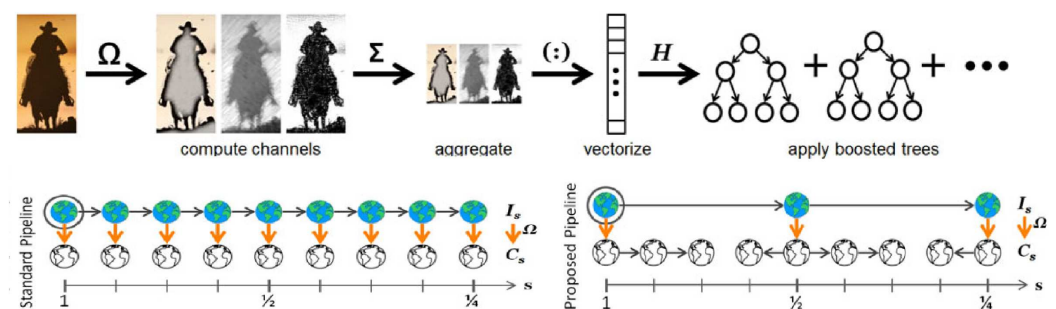 Ω Σ (:) H
+ + •••
compute channels aggregate vectorize apply boosted trees
Standard Pipeline
I_s
Ω
C_s
1 ½ ¼ s
Proposed Pipeline
I_s
Ω
C_s
1 ½ ¼ s